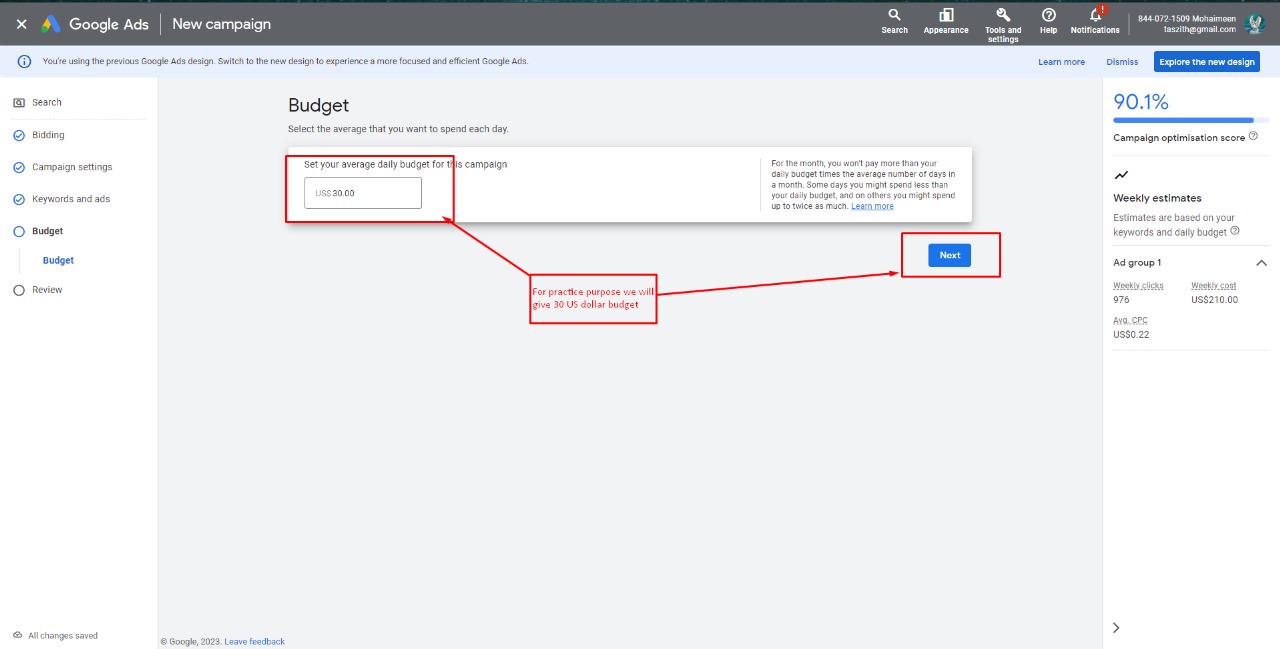 Google Ads
New campaign
Search
Appearance
Tools and
settings
Help
Notifications
!
844-072-1509 Mohaimeen
taszith@gmail.com
You're using the previous Google Ads design. Switch to the new design to experience a more focused and efficient Google Ads.
Learn more
Dismiss
Explore the new design
Search
Bidding
Campaign settings
Keywords and ads
Budget
Budget
Review
All changes saved
Budget
Select the average that you want to spend each day.
Set your average daily budget for this campaign
US$ 30.00
For the month, you won't pay more than your
daily budget times the average number of days in
a month. Some days you might spend less than
your daily budget, and on others you might spend
up to twice as much. Learn more
Next
For practice purpose we will
give 30 US dollar budget
© Google, 2023. Leave feedback
90.1%
Campaign optimisation score
Weekly estimates
Estimates are based on your
keywords and daily budget
Ad group 1
Weekly clicks Weekly cost
976 US$210.00
Avg. CPC
US$0.22